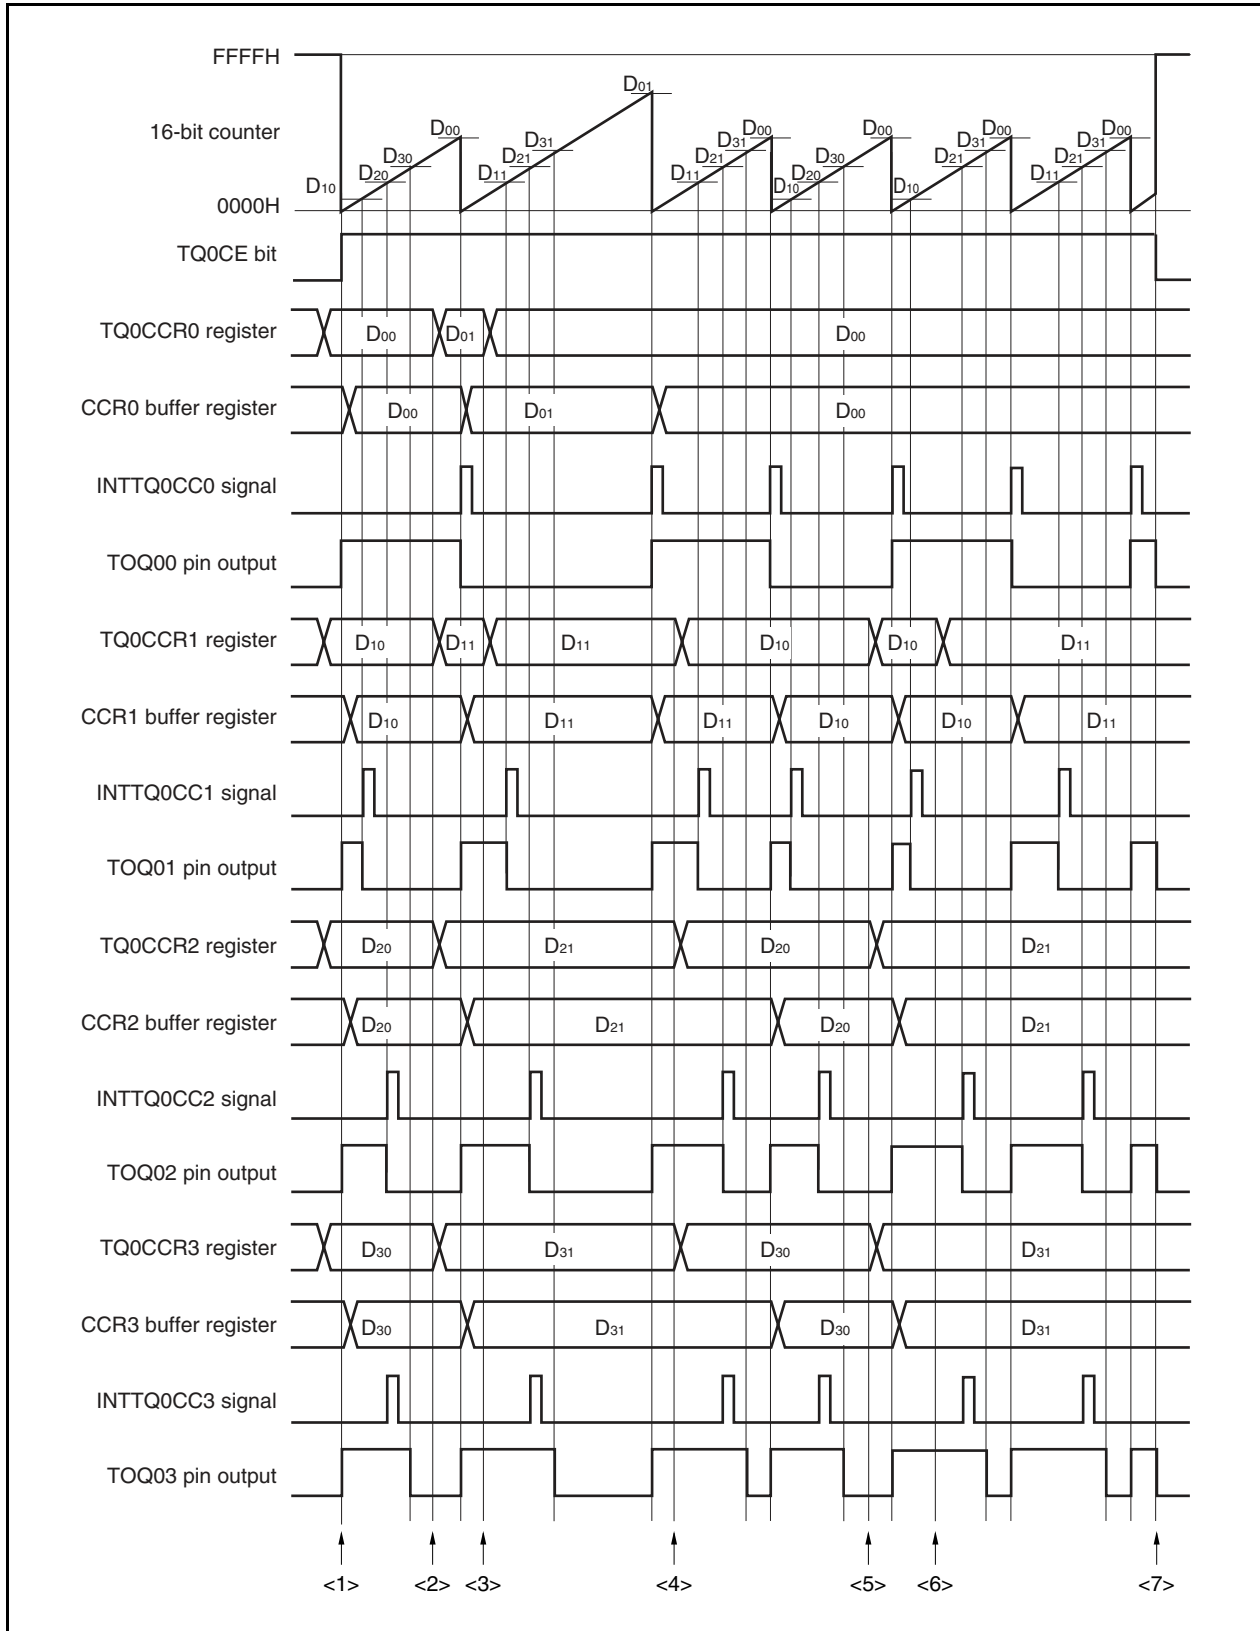 FFFFH
D01
16-bit counter
D00 D00 D00 D00 D00
D30 D31 D31 D30 D31 D31
D20 D21 D21 D20 D21 D21
D10 D11 D11 D10 D10 D11
0000H
TQ0CE bit
TQ0CCR0 register D00 D01 D00
CCR0 buffer register D00 D01 D00
INTTQ0CC0 signal
TOQ00 pin output
TQ0CCR1 register D10 D11 D11 D10 D10 D11
CCR1 buffer register D10 D11 D11 D10 D10 D11
INTTQ0CC1 signal
TOQ01 pin output
TQ0CCR2 register D20 D21 D20 D21
CCR2 buffer register D20 D21 D20 D21
INTTQ0CC2 signal
TOQ02 pin output
TQ0CCR3 register D30 D31 D30 D31
CCR3 buffer register D30 D31 D30 D31
INTTQ0CC3 signal
TOQ03 pin output
<1> <2> <3> <4> <5> <6> <7>